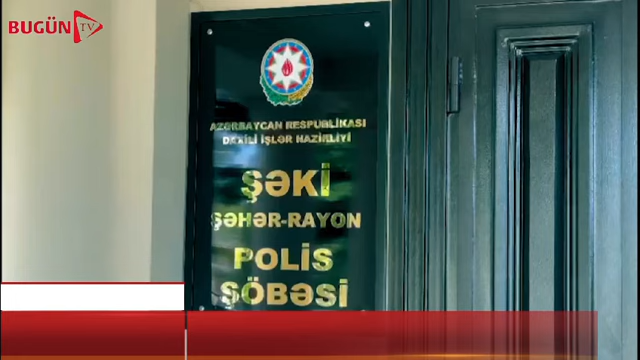 BUGÜN TV
AZƏRBAYCAN RESPUBLİKASI
DAXİLİ İŞLƏR NAZİRLİYİ
ŞƏKİ
ŞƏHƏR-RAYON
POLİS
ŞÖBƏSİ